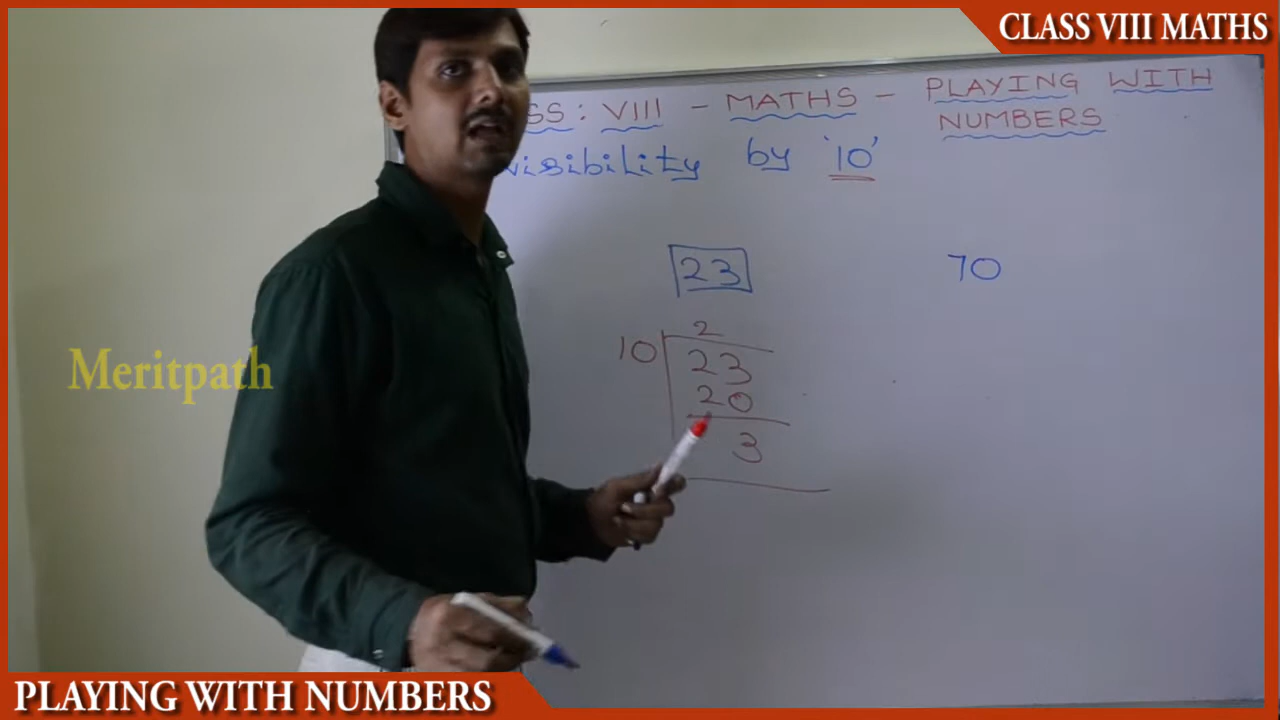 CLASS VIII MATHS
SS: VIII - MATHS - PLAYING WITH
NUMBERS
visibility by '10'
23
70
2
10
23
20
3
Meritpath
PLAYING WITH NUMBERS